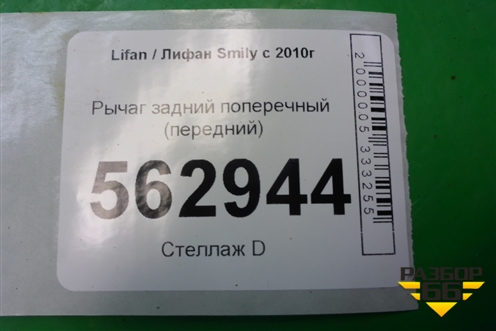 Lifan / Лифан Smily с 2010г
Рычаг задний поперечный
(передний)
562944
Стеллаж D
2000005333255
РАЗБОР
66